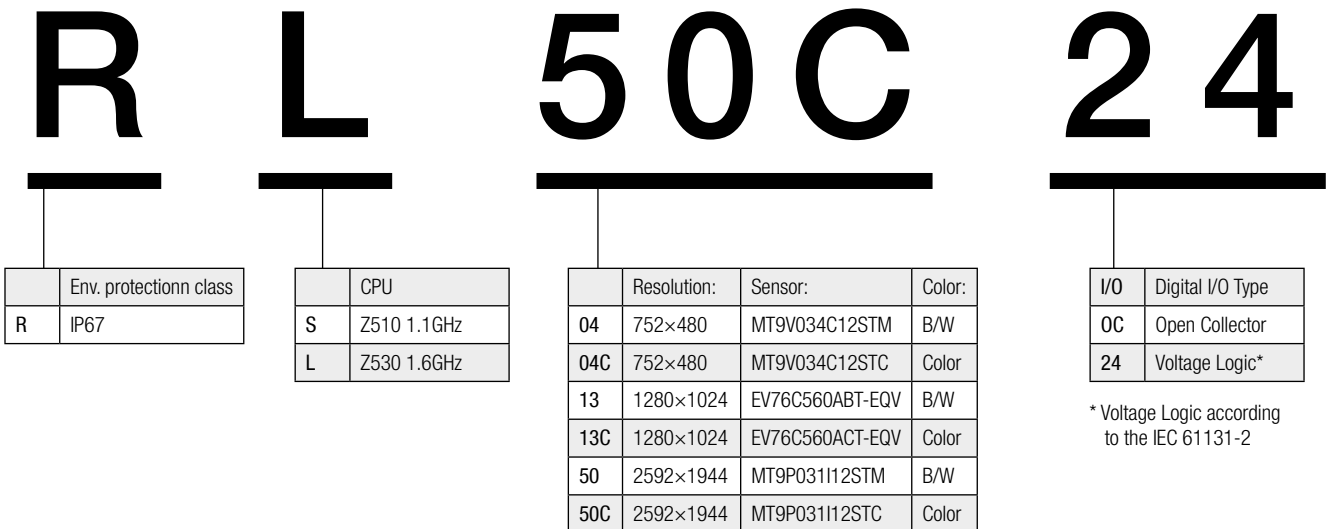 R L 50C 24
Env. protectionn class
R IP67
CPU
S Z510 1.1GHz
L Z530 1.6GHz
Resolution: Sensor: Color:
04 752×480 MT9V034C12STM B/W
04C 752×480 MT9V034C12STC Color
13 1280×1024 EV76C560ABT-EQV B/W
13C 1280×1024 EV76C560ACT-EQV Color
50 2592×1944 MT9P031I12STM B/W
50C 2592×1944 MT9P031I12STC Color
I/0 Digital I/O Type
OC Open Collector
24 Voltage Logic*
* Voltage Logic according
to the IEC 61131-2